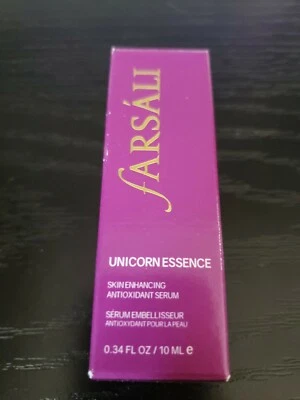 fARSÁLI
UNICORN ESSENCE
SKIN ENHANCING
ANTIOXIDANT SERUM
SÉRUM EMBELLISSEUR
ANTIOXYDANT POUR LA PEAU
0.34 FL OZ / 10 ML e